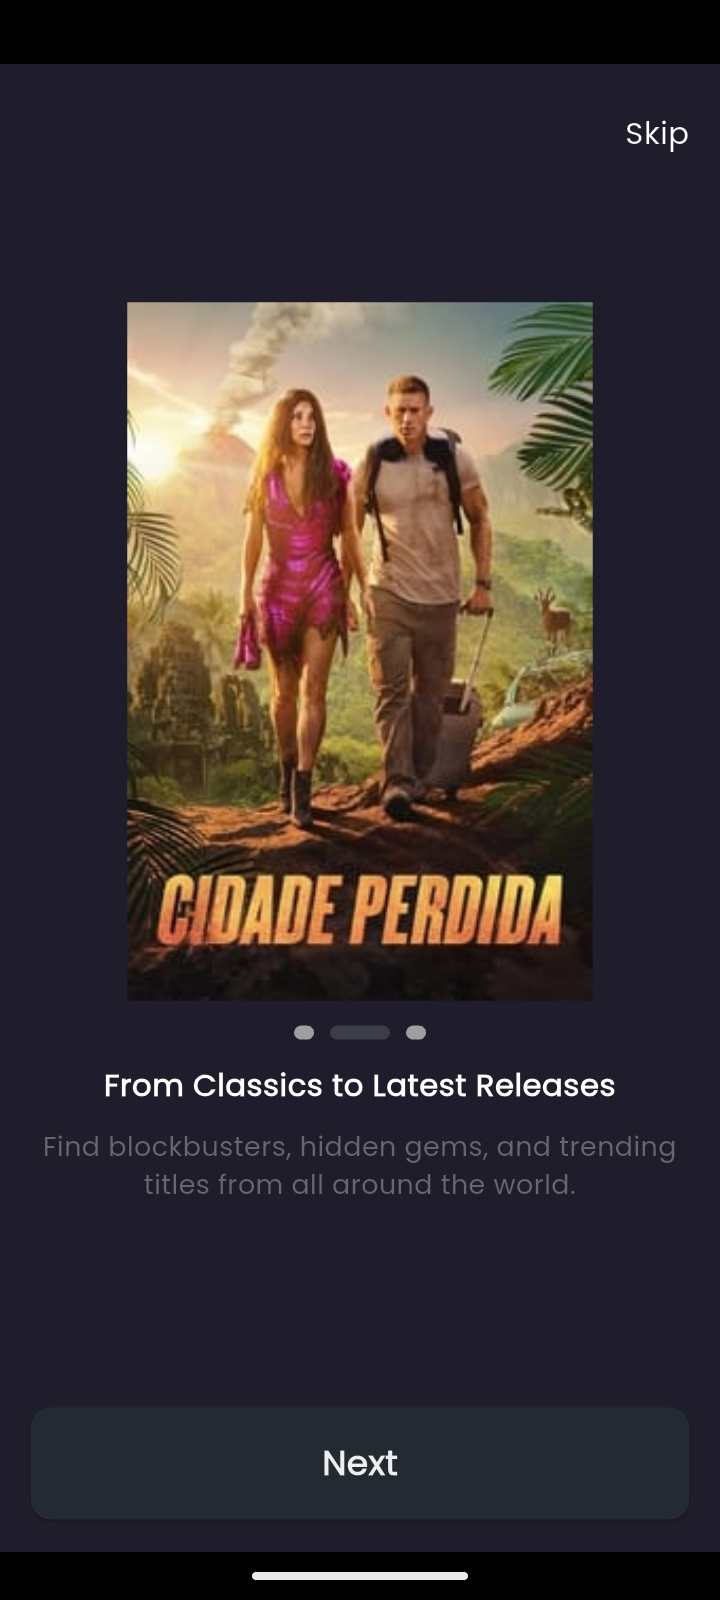 Skip
CIDADE PERDIDA
From Classics to Latest Releases
Find blockbusters, hidden gems, and trending
titles from all around the world.
Next